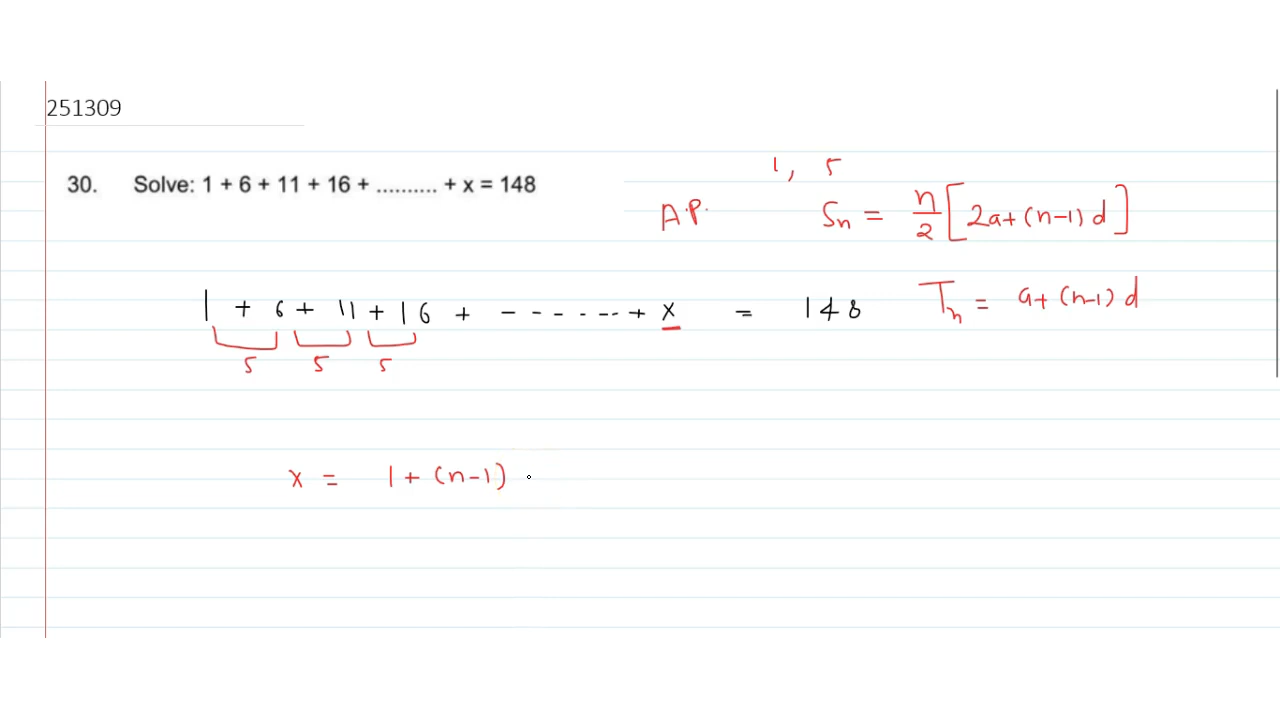 251309
30. Solve: 1 + 6 + 11 + 16 + .......... + x = 148
1, 5
A.P. Sn = n/2 [2a+(n-1) d]
1 + 6 + 11 + 16 + ------- + x = 148
Tn = a+(n-1) d
5 5 5
x = 1+(n-1)